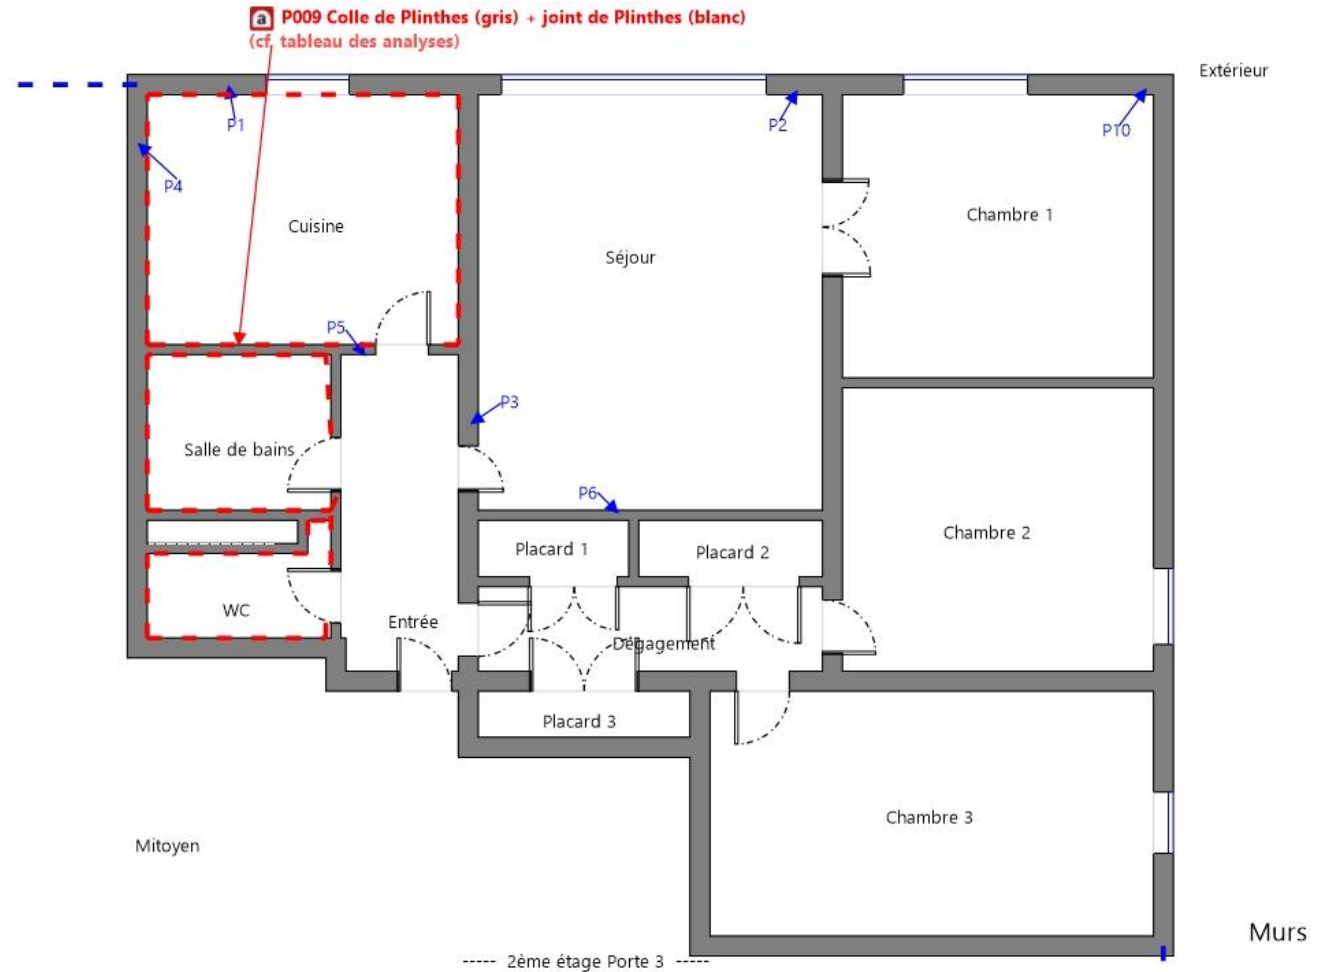 a P009 Colle de Plinthes (gris) + joint de Plinthes (blanc)
(cf. tableau des analyses)
Extérieur
P1
P2
P10
P4
Cuisine
Chambre 1
Séjour
P5
P3
Salle de bains
P6
Chambre 2
Placard 1
Placard 2
WC
Entrée
Dégagement
Placard 3
Chambre 3
Mitoyen
Murs
----- 2ème étage Porte 3 -----